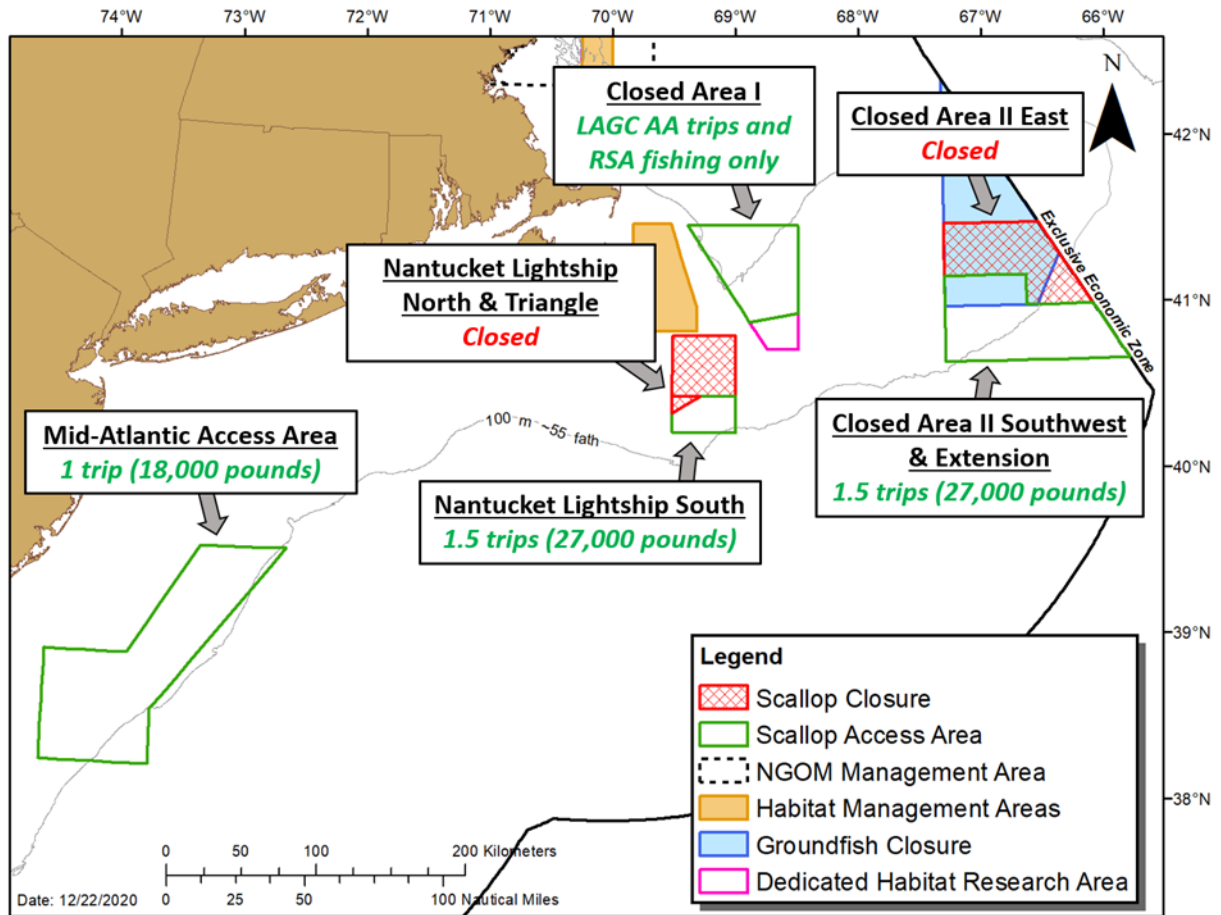 74°W 73°W 72°W 71°W 70°W 69°W 68°W 67°W 66°W
N
Closed Area I
LAGC AA trips and
RSA fishing only
Closed Area II East
Closed
42°N
Exclusive Economic Zone
Nantucket Lightship
North & Triangle
Closed
41°N
Mid-Atlantic Access Area
1 trip (18,000 pounds)
100 m ~55 fath
Closed Area II Southwest
& Extension
1.5 trips (27,000 pounds)
40°N
Nantucket Lightship South
1.5 trips (27,000 pounds)
39°N
Legend
Scallop Closure
Scallop Access Area
NGOM Management Area
Habitat Management Areas
Groundfish Closure
Dedicated Habitat Research Area
38°N
0 50 100 200 Kilometers
0 25 50 100 Nautical Miles
Date: 12/22/2020